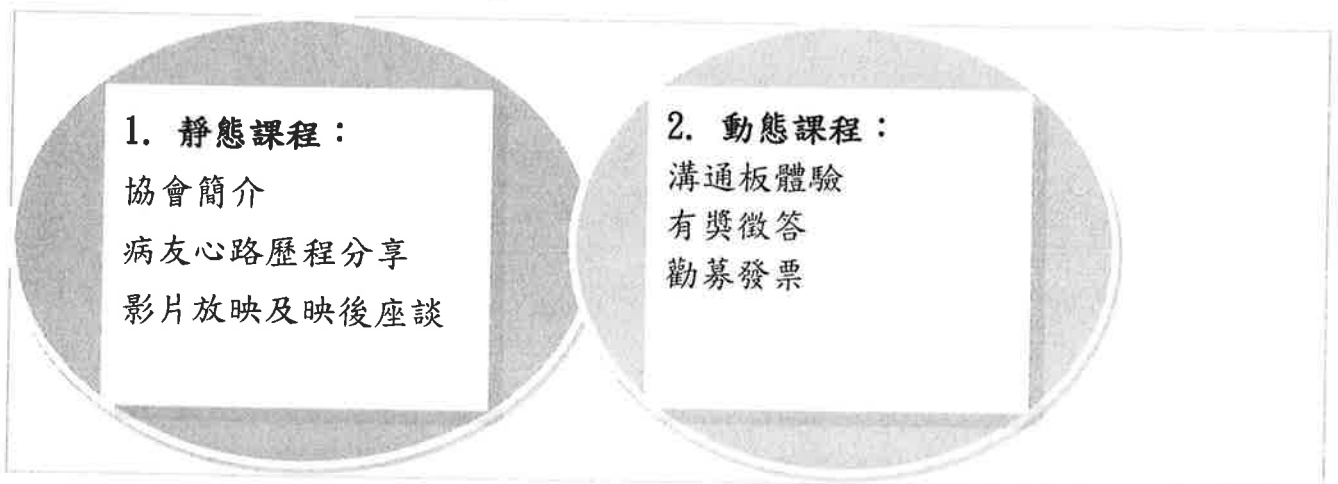 1. 靜態課程：
協會簡介
病友心路歷程分享
影片放映及映後座談
2. 動態課程：
溝通板體驗
有獎徵答
勸募發票